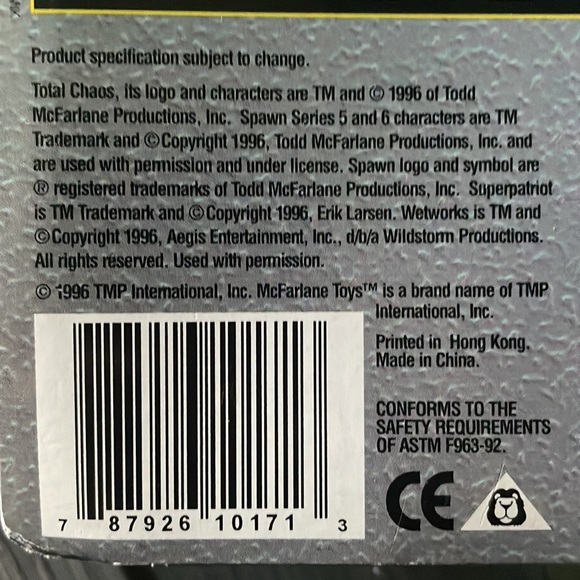 Product specification subject to change.
Total Chaos, its logo and characters are TM and © 1996 of Todd
McFarlane Productions, Inc. Spawn Series 5 and 6 characters are TM
Trademark and ©Copyright 1996, Todd McFarlane Productions, Inc. and
are used with permission and under license. Spawn logo and symbol are
® registered trademarks of Todd McFarlane Productions, Inc. Superpatriot
is TM Trademark and ©Copyright 1996, Erik Larsen. Wetworks is TM and
©Copyright 1996, Aegis Entertainment, Inc., d/b/a Wildstorm Productions.
All rights reserved. Used with permission.
© 1996 TMP International, Inc. McFarlane Toys™ is a brand name of TMP
International, Inc.
Printed in Hong Kong.
Made in China.
CONFORMS TO THE
SAFETY REQUIREMENTS
OF ASTM F963-92.
CE
7 87926 10171 3